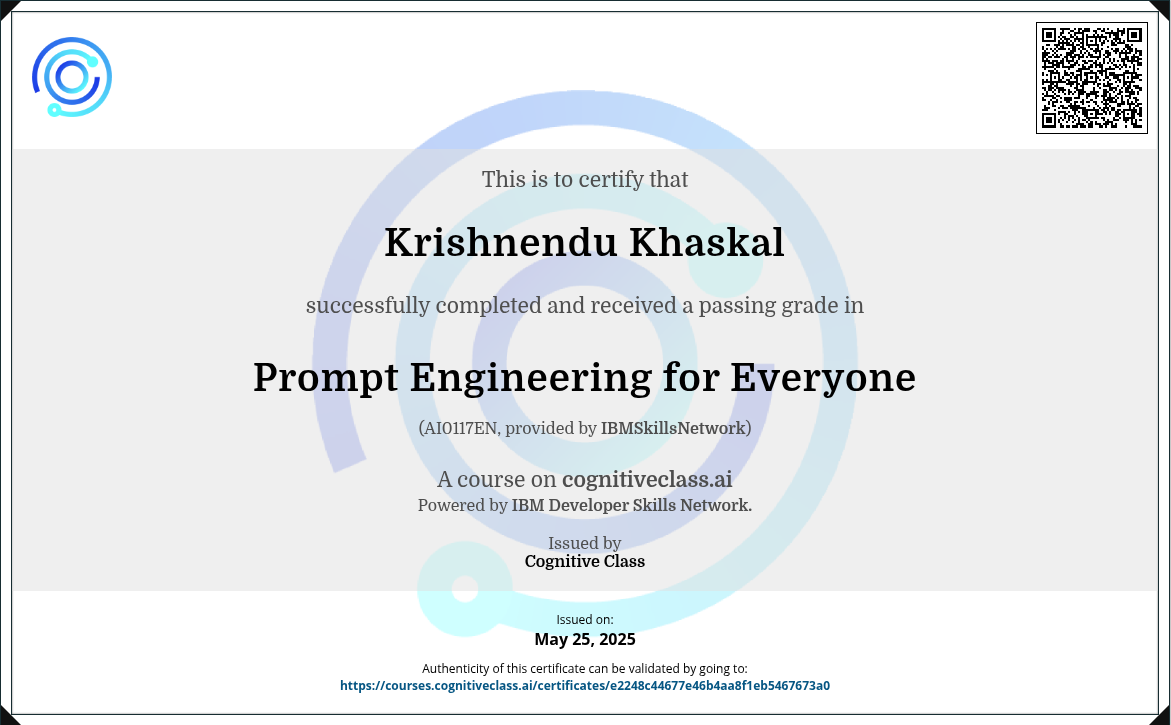 This is to certify that
Krishnendu Khaskal
successfully completed and received a passing grade in
Prompt Engineering for Everyone
(AI0117EN, provided by IBMSkillsNetwork)
A course on cognitiveclass.ai
Powered by IBM Developer Skills Network.
Issued by
Cognitive Class
Issued on:
May 25, 2025
Authenticity of this certificate can be validated by going to:
https://courses.cognitiveclass.ai/certificates/e2248c44677e46b4aa8f1eb5467673a0